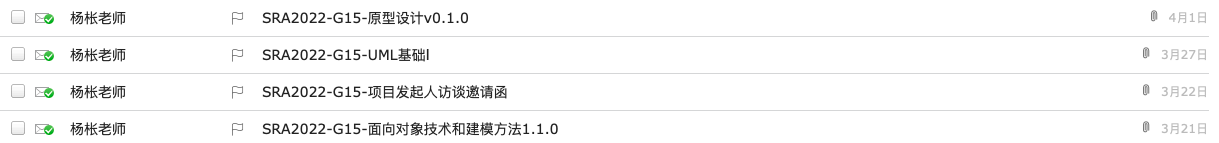 杨枨老师 SRA2022-G15-原型设计v0.1.0 4月1日
杨枨老师 SRA2022-G15-UML基础Ⅰ 3月27日
杨枨老师 SRA2022-G15-项目发起人访谈邀请函 3月22日
杨枨老师 SRA2022-G15-面向对象技术和建模方法1.1.0 3月21日